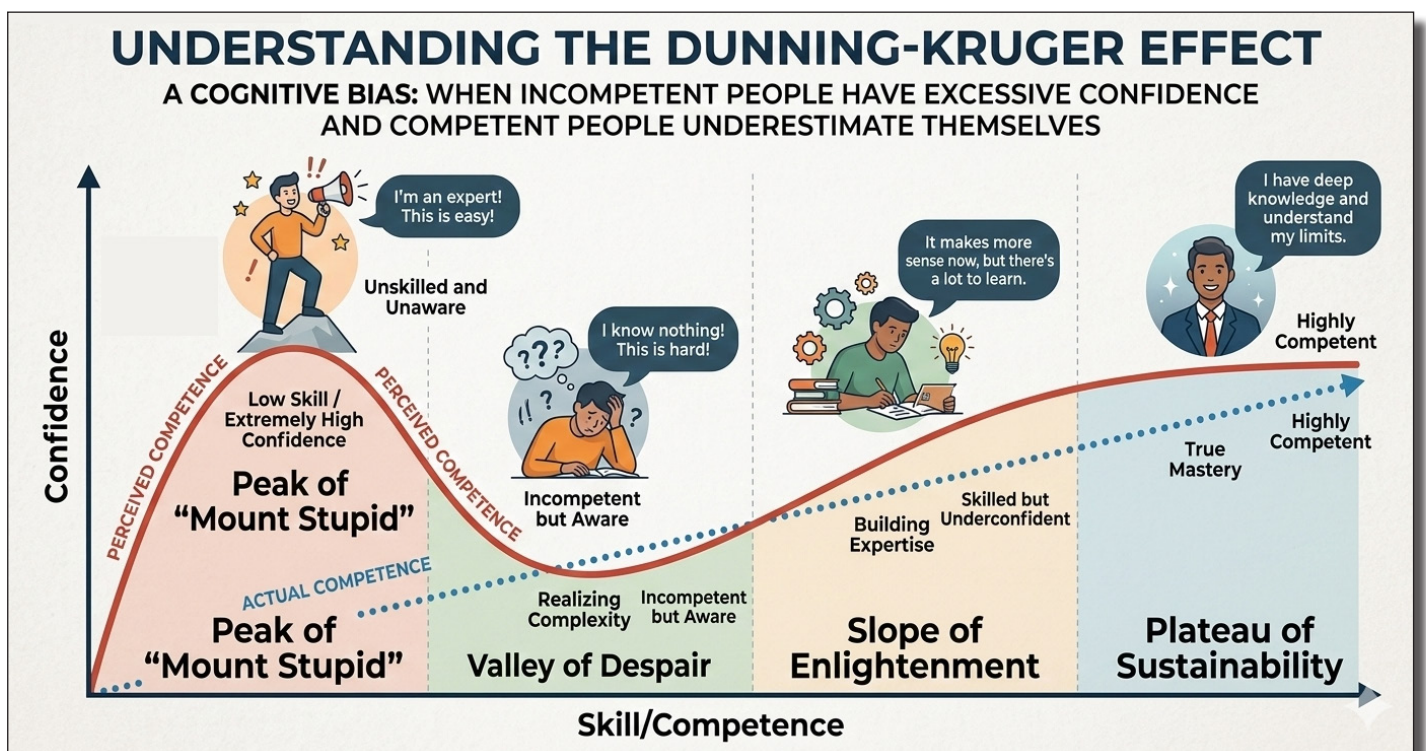 UNDERSTANDING THE DUNNING-KRUGER EFFECT
A COGNITIVE BIAS: WHEN INCOMPETENT PEOPLE HAVE EXCESSIVE CONFIDENCE
AND COMPETENT PEOPLE UNDERESTIMATE THEMSELVES
!!
I'm an expert!
This is easy!
!
Unskilled and
Unaware
I know nothing!
This is hard!
???
!!
?
?
Incompetent
but Aware
It makes more
sense now, but there's
a lot to learn.
I have deep
knowledge and
understand
my limits.
Highly
Competent
Confidence
PERCEIVED COMPETENCE
PERCEIVED COMPETENCE
Low Skill /
Extremely High
Confidence
Peak of
“Mount Stupid”
ACTUAL COMPETENCE
Peak of
“Mount Stupid”
Realizing
Complexity
Incompetent
but Aware
Valley of Despair
Building
Expertise
Skilled but
Underconfident
Slope of
Enlightenment
True
Mastery
Highly
Competent
Plateau of
Sustainability
Skill/Competence